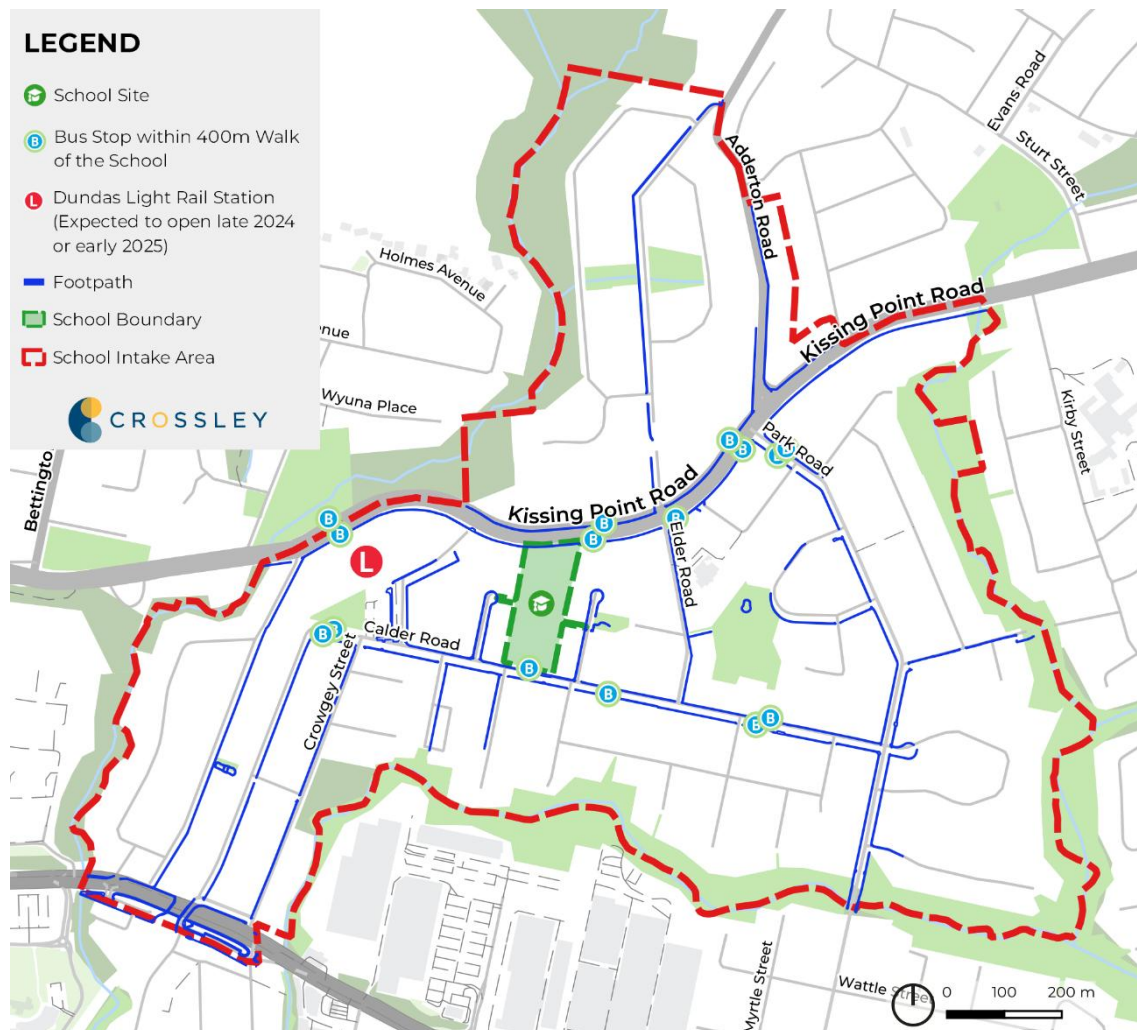 LEGEND
School Site
B
Bus Stop within 400m Walk
of the School
L
Dundas Light Rail Station
(Expected to open late 2024
or early 2025)
Footpath
School Boundary
School Intake Area
CROSSLEY
Evans Road
Sturt Street
Adderton Road
Holmes Avenue
enue
Wyuna Place
Kissing Point Road
Kirby Street
Bettingto
Park Road
B
B
B
B
Kissing Point Road
B
B
B
B
B
Elder Road
L
Calder Road
B
B
Crowgey Street
B
B
B
B
Myrtle Street
Wattle Street
0 100 200 m